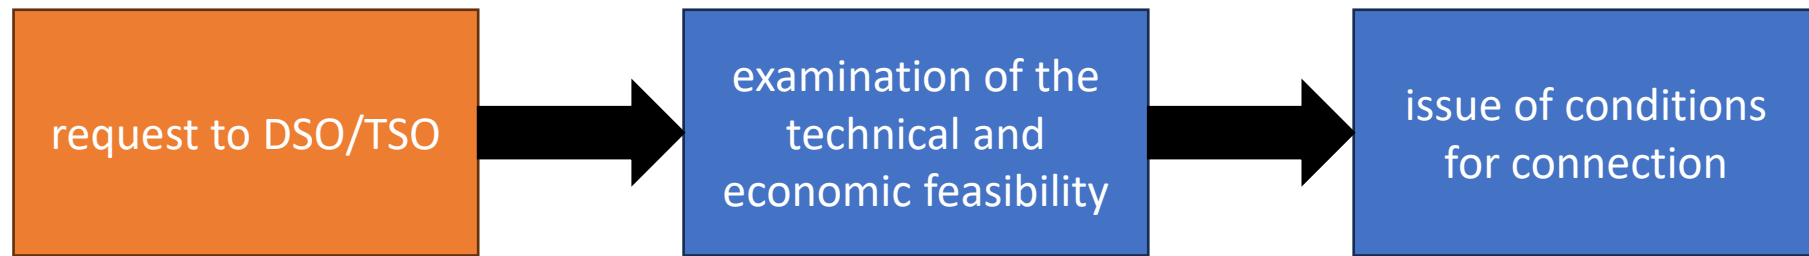 request to DSO/TSO
examination of the
technical and
economic feasibility
issue of conditions
for connection